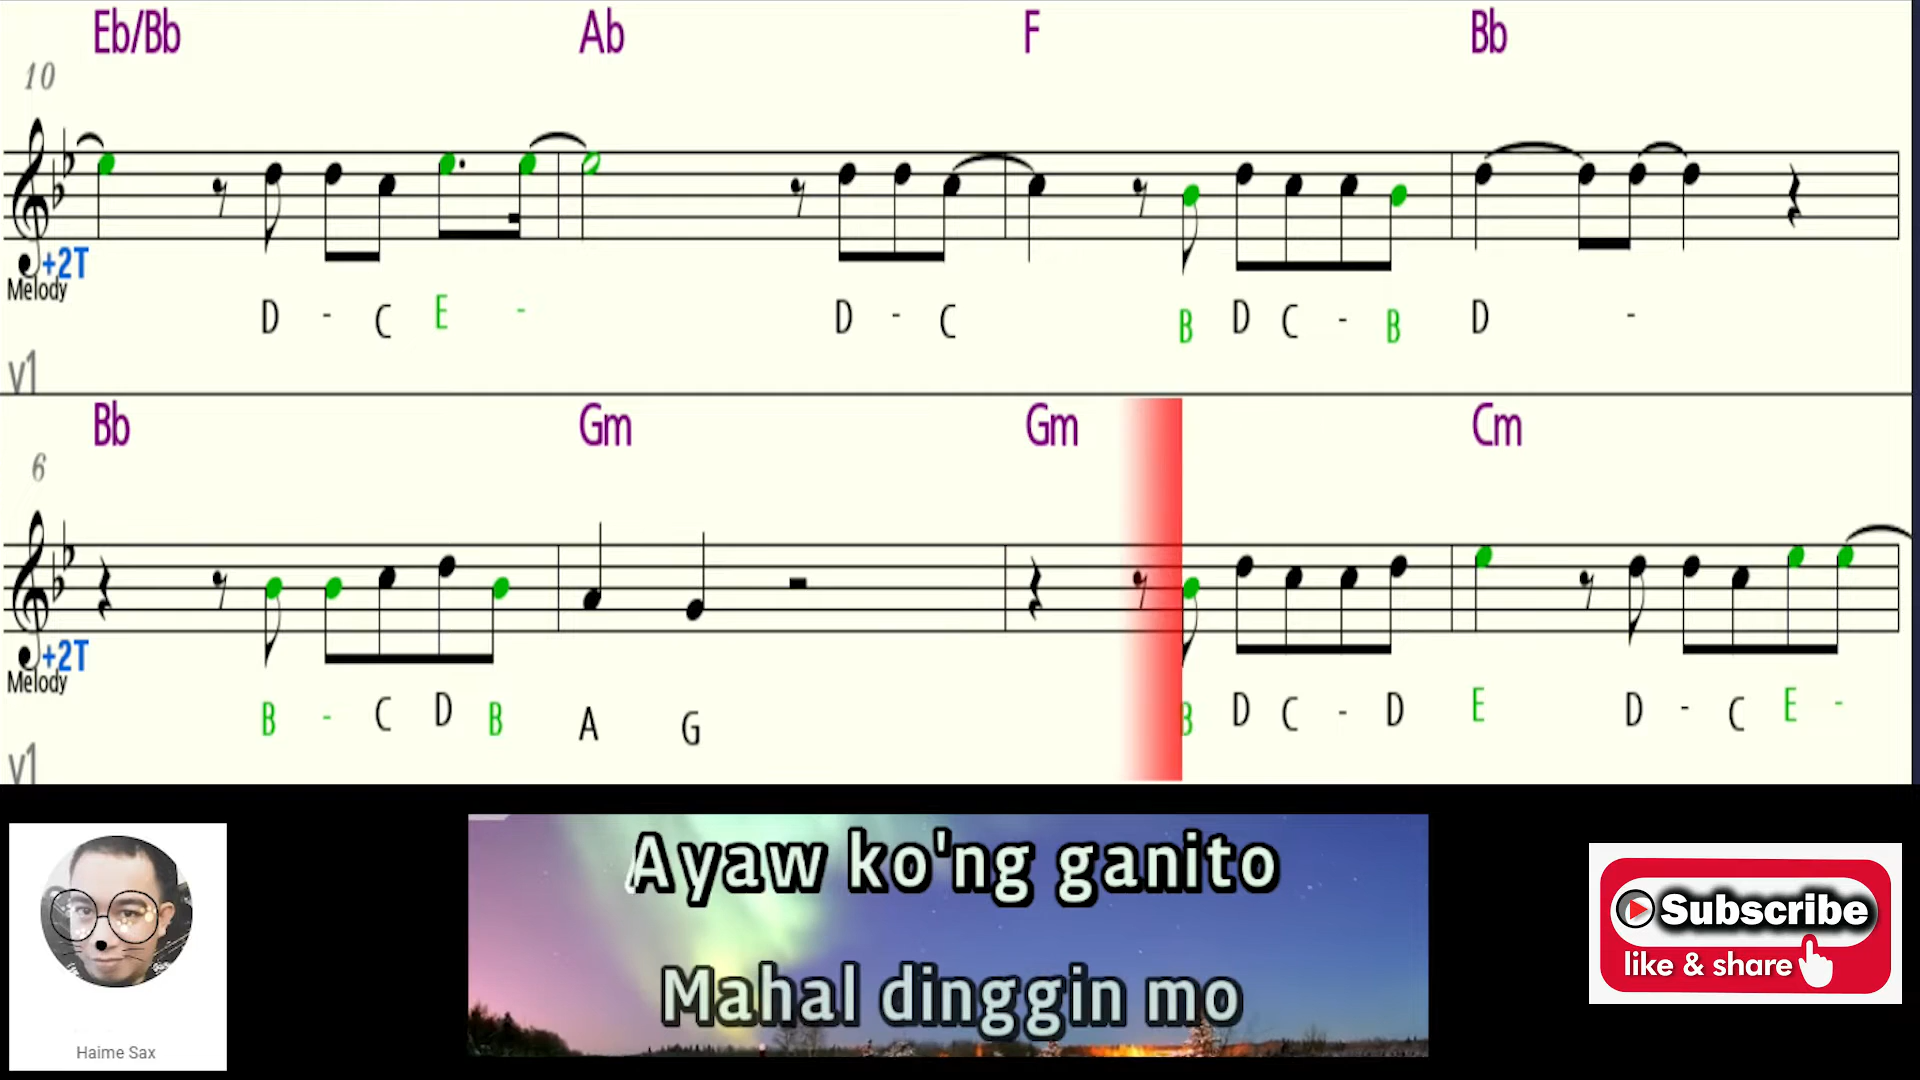 Eb/Bb Ab F Bb
10
+2T
Melody
D - C E - D - C B D C - B D -
v1
Bb Gm Gm Cm
6
+2T
Melody
B - C D B A G B D C - D E D - C E -
v1
Ayaw ko'ng ganito
Mahal dinggin mo
Haime Sax
Subscribe
like & share